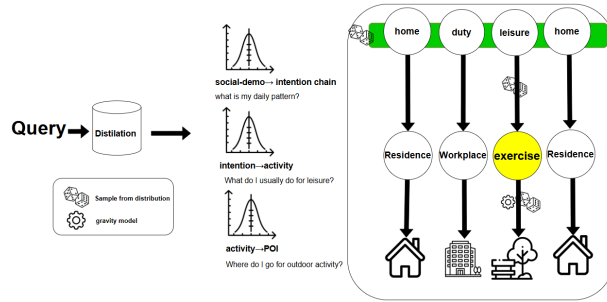 home duty leisure home
social-demo→ intention chain
what is my daily pattern?
Query Distilation
Residence Workplace exercise Residence
intention→activity
What do I usually do for leisure?
Sample from distribution
gravity model
activity→POI
Where do I go for outdoor activity?